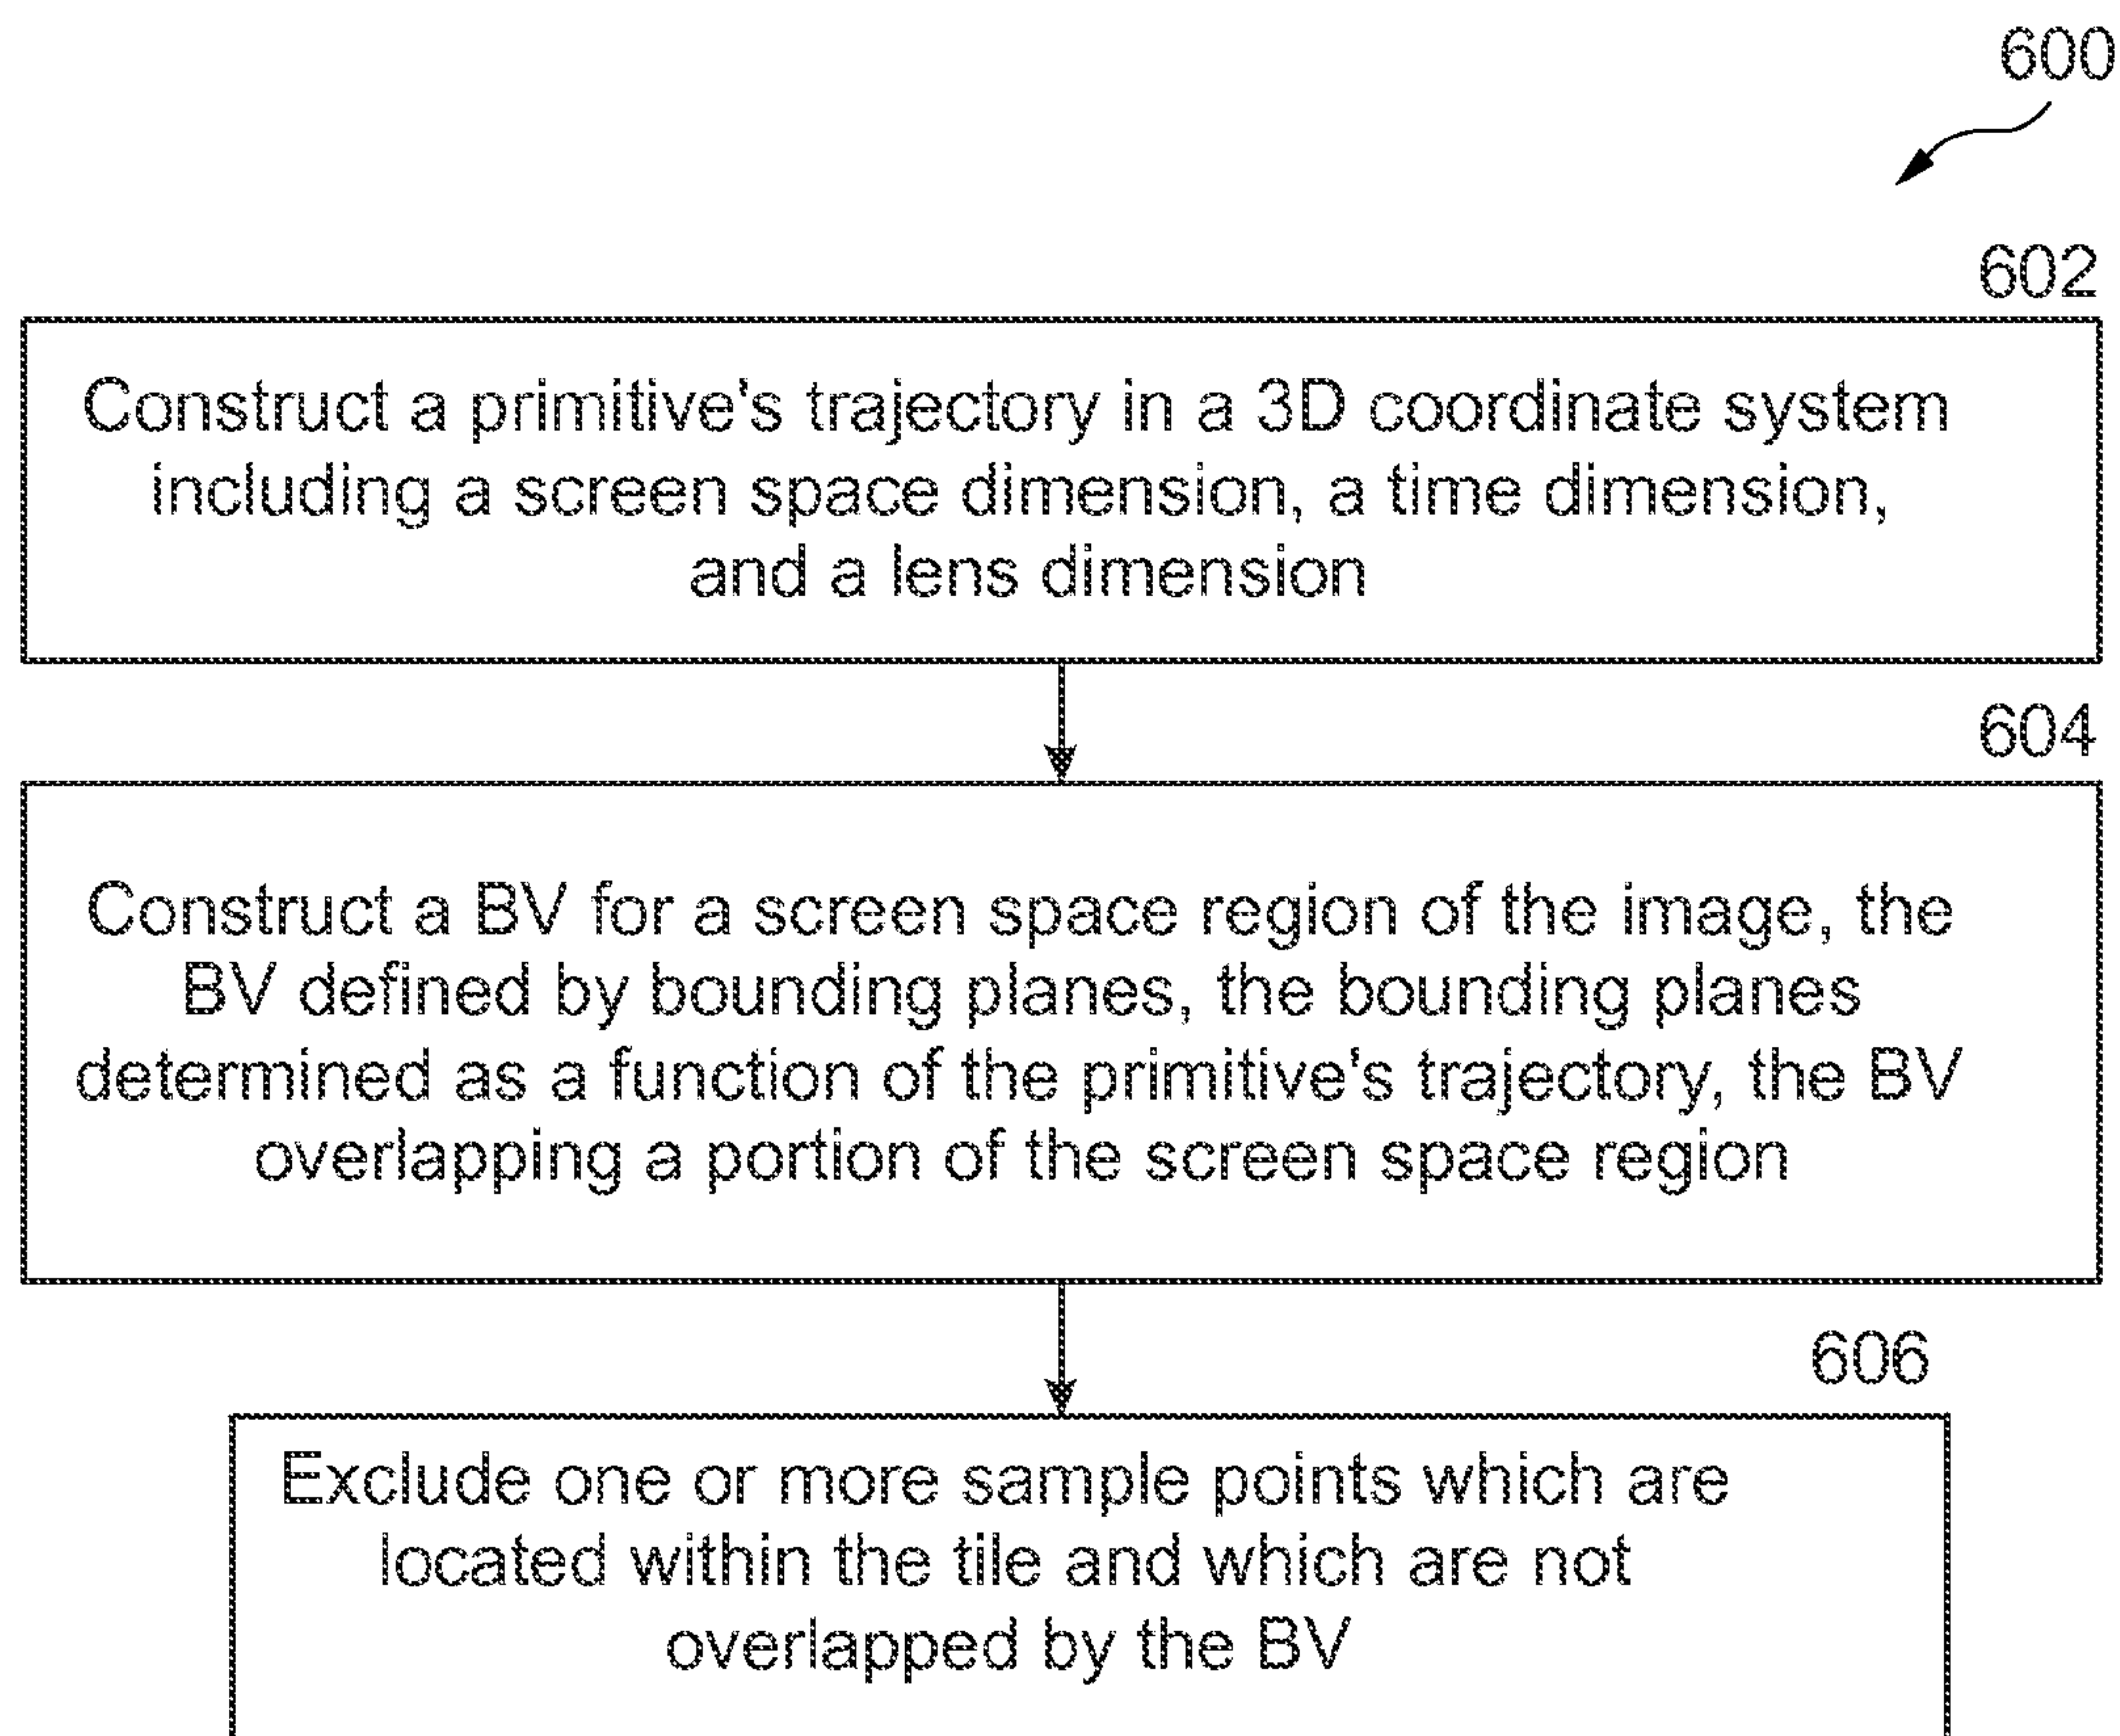 600
602
Construct a primitive's trajectory in a 3D coordinate system
including a screen space dimension, a time dimension,
and a lens dimension
604
Construct a BV for a screen space region of the image, the
BV defined by bounding planes, the bounding planes
determined as a function of the primitive's trajectory, the BV
overlapping a portion of the screen space region
606
Exclude one or more sample points which are
located within the tile and which are not
overlapped by the BV